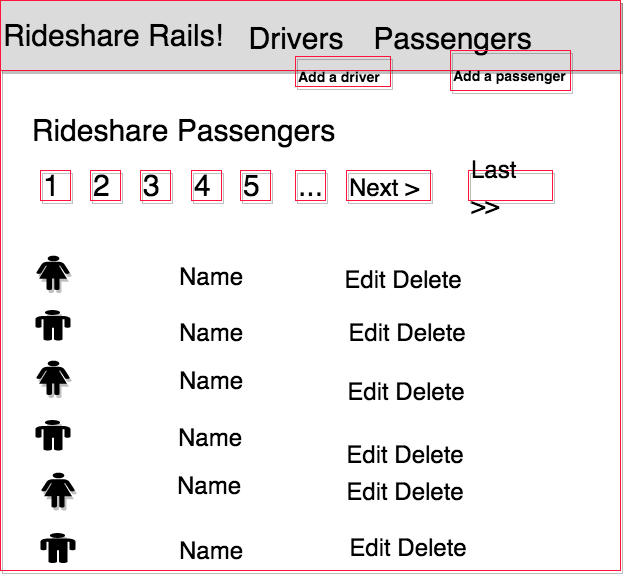 Rideshare Rails! Drivers Passengers
Add a driver Add a passenger
Rideshare Passengers
1 2 3 4 5 ... Next > Last >>
Name Edit Delete
Name Edit Delete
Name Edit Delete
Name Edit Delete
Name Edit Delete
Name Edit Delete